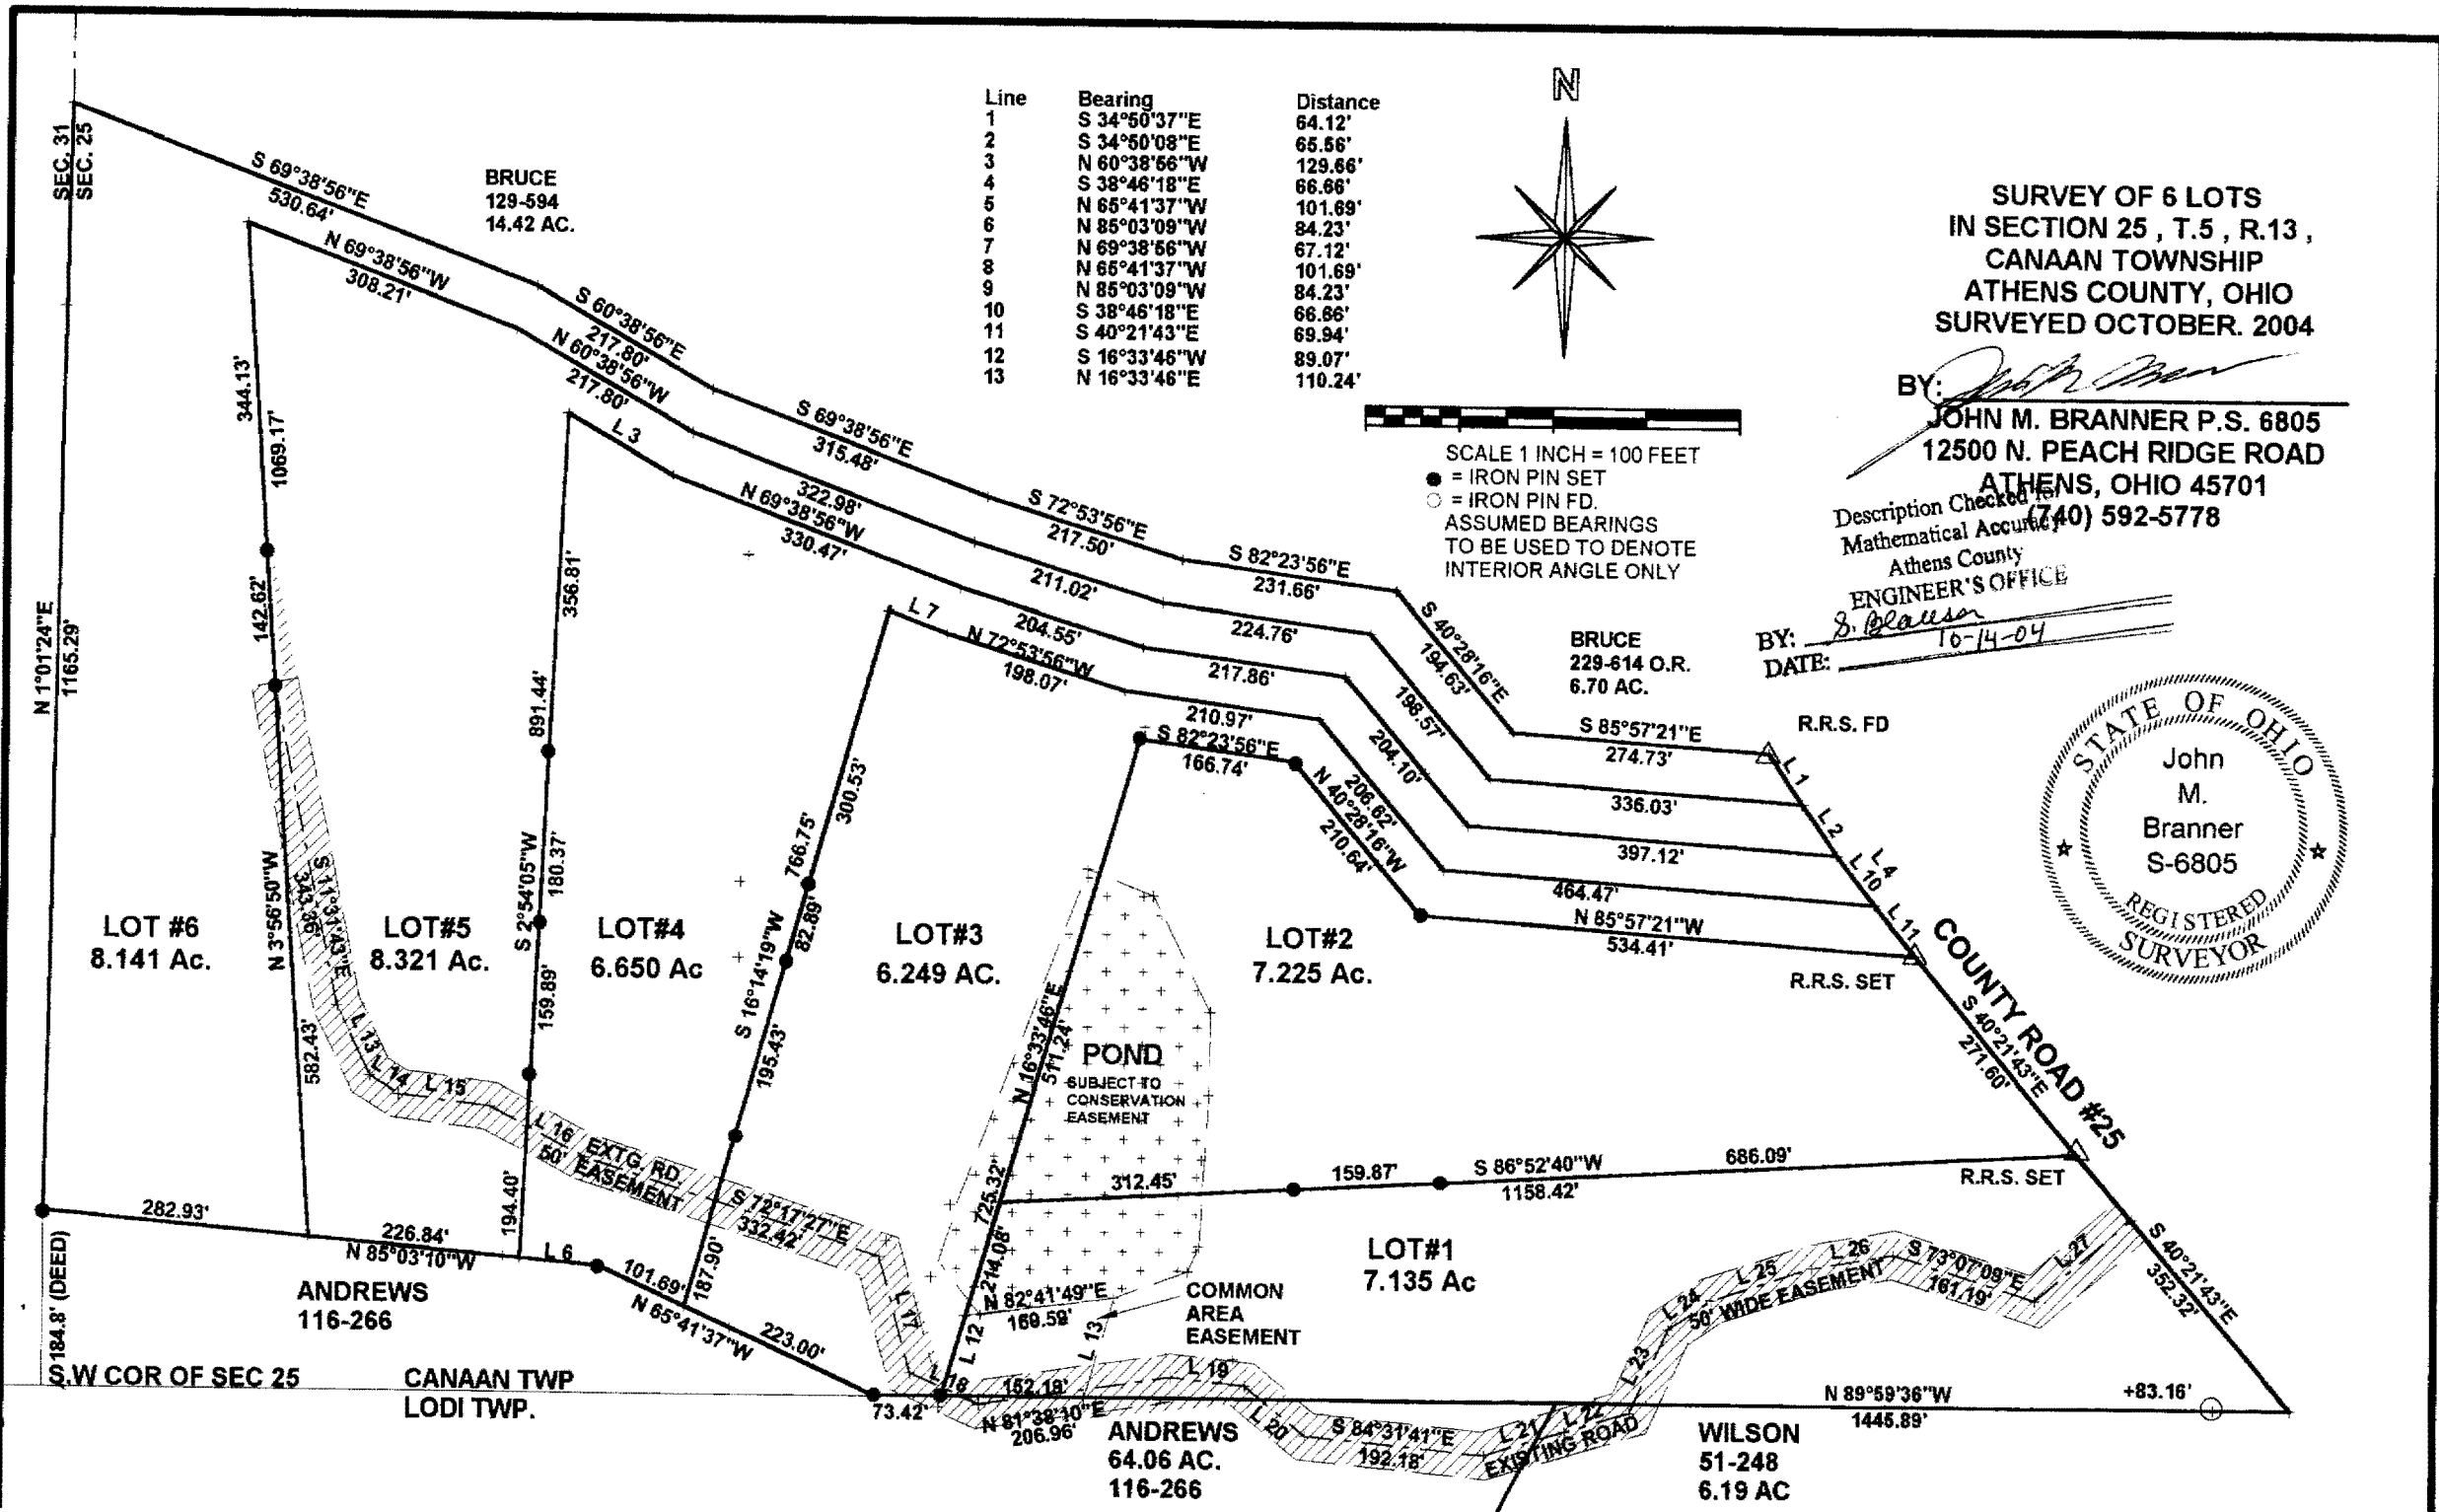 Line Bearing Distance
1 S 34°50'37"E 64.12'
2 S 34°50'08"E 65.56'
3 N 60°38'56"W 129.66'
4 S 38°46'18"E 66.66'
5 N 65°41'37"W 101.69'
6 N 85°03'09"W 84.23'
7 N 69°38'56"W 67.12'
8 N 65°41'37"W 101.69'
9 N 85°03'09"W 84.23'
10 S 38°46'18"E 66.66'
11 S 40°21'43"E 69.94'
12 S 16°33'46"W 89.07'
13 N 16°33'46"E 110.24'
N
SURVEY OF 6 LOTS
IN SECTION 25 , T.5 , R.13 ,
CANAAN TOWNSHIP
ATHENS COUNTY, OHIO
SURVEYED OCTOBER. 2004
BY:
JOHN M. BRANNER P.S. 6805
12500 N. PEACH RIDGE ROAD
ATHENS, OHIO 45701
(740) 592-5778
Description Checked for
Mathematical Accuracy
Athens County
ENGINEER'S OFFICE
BY:
DATE: 10-14-04
STATE OF OHIO
John
M.
Branner
S-6805
REGISTERED
SURVEYOR
SCALE 1 INCH = 100 FEET
= IRON PIN SET
= IRON PIN FD.
ASSUMED BEARINGS
TO BE USED TO DENOTE
INTERIOR ANGLE ONLY
SEC. 31
SEC. 25
S 69°38'56"E
530.64'
BRUCE
129-594
14.42 AC.
N 69°38'56"W
308.21'
S 60°38'56"E
217.80'
N 60°38'56"W
217.80'
S 69°38'56"E
315.48'
322.98'
L 3
N 69°38'56"W
330.47'
S 72°53'56"E
217.50'
211.02'
204.55'
S 82°23'56"E
231.66'
224.76'
217.86'
L 7
N 72°53'56"W
198.07'
210.97'
S 82°23'56"E
166.74'
S 40°28'16"E
194.63'
198.57'
204.10'
206.62'
N 40°28'16"W
210.64'
BRUCE
229-614 O.R.
6.70 AC.
S 85°57'21"E
274.73'
R.R.S. FD
L 1
336.03'
L 2
397.12'
L 4
L 10
464.47'
L 11
N 85°57'21"W
534.41'
R.R.S. SET
COUNTY ROAD #25
S 40°21'43"E
271.60'
344.13'
1069.17'
142.62'
N 1°01'24"E
1165.29'
356.81'
891.44'
180.37'
S 2°54'05"W
159.89'
194.40'
300.53'
766.75'
82.89'
S 16°14'19"W
195.43'
187.90'
N 3°56'50"W
582.43'
S 11°31'43"E
343.86'
LOT #6
8.141 Ac.
LOT#5
8.321 Ac.
LOT#4
6.650 Ac
LOT#3
6.249 AC.
LOT#2
7.225 Ac.
N 16°33'46"E
511.24'
725.32'
214.08'
POND
SUBJECT TO
CONSERVATION
EASEMENT
L 13
L 14
L 15
L 16
EXTG. RD.
50' EASEMENT
S 72°17'27"E
332.42'
312.45'
159.87'
S 86°52'40"W
1158.42'
686.09'
R.R.S. SET
LOT#1
7.135 Ac
282.93'
226.84'
N 85°03'10"W
L 6
101.69'
N 65°41'37"W
223.00'
L 17
L 18
L 12
N 82°41'49"E
169.59'
L 13
COMMON
AREA
EASEMENT
L 23
L 24
L 25
L 26
50' WIDE EASEMENT
S 73°07'09"E
161.19'
L 27
S 40°21'43"E
352.32'
ANDREWS
116-266
S 184.8' (DEED)
S.W COR OF SEC 25
CANAAN TWP
LODI TWP.
73.42'
152.19'
L 19
N 81°38'10"E
206.96'
L 20
S 84°31'41"E
192.18'
L 21
L 22
EXISTING ROAD
N 89°59'36"W
1445.89'
+83.16'
ANDREWS
64.06 AC.
116-266
WILSON
51-248
6.19 AC